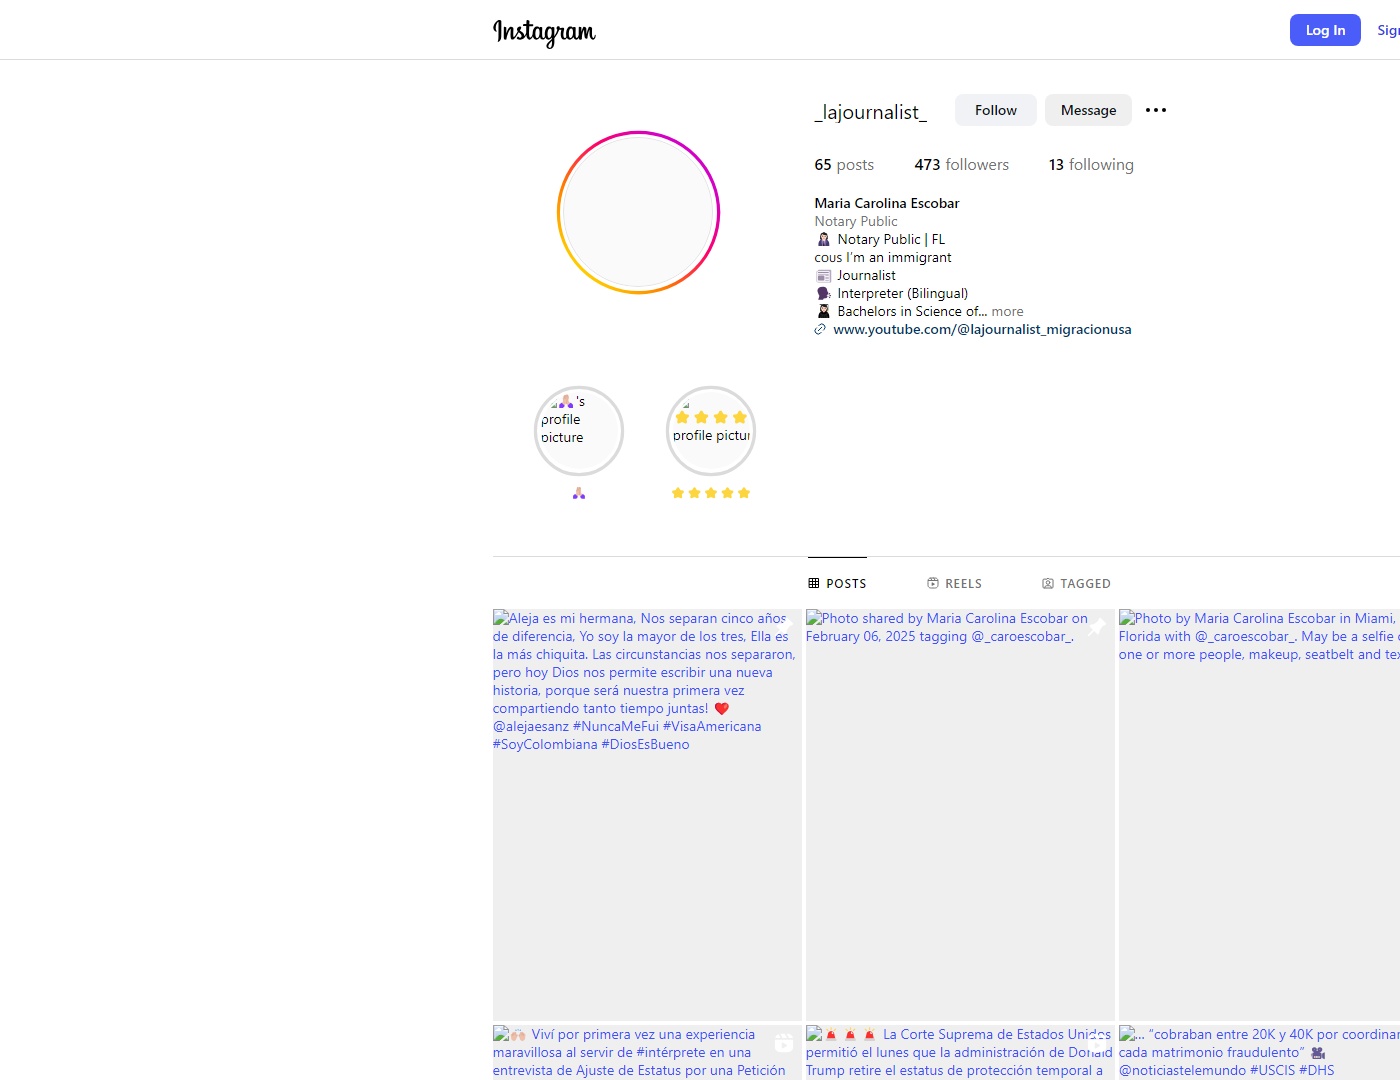 Instagram
Log In
_lajournalist_
Follow
Message
65 posts
473 followers
13 following
Maria Carolina Escobar
Notary Public
Notary Public | FL
cous I'm an immigrant
Journalist
Interpreter (Bilingual)
Bachelors in Science of... more
www.youtube.com/@lajournalist_migracionusa
's
profile
picture
profile
POSTS
REELS
TAGGED
Aleja es mi hermana, Nos separan cinco años
de diferencia, Yo soy la mayor de los tres, Ella es
la más chiquita. Las circunstancias nos separaron,
pero hoy Dios nos permite escribir una nueva
historia, porque será nuestra primera vez
compartiendo tanto tiempo juntas! ❤️
@alejaesanz #NuncaMeFui #VisaAmericana
#SoyColombiana #DiosEsBueno
Photo shared by Maria Carolina Escobar on
February 06, 2025 tagging @_caroescobar_.
Photo by Maria Carolina Escobar in Miami,
Florida with @_caroescobar_. May be a selfie
one or more people, makeup, seatbelt and
Viví por primera vez una experiencia
maravillosa al servir de #intérprete en una
entrevista de Ajuste de Estatus por una Petición
🚨 🚨 🚨 La Corte Suprema de Estados Unidos
permitió el lunes que la administración de Donald
Trump retire el estatus de protección temporal a
... "cobraban entre 20K y 40K por
cada matrimonio fraudulento" 🎥
@noticiastelemundo #USCIS #DHS